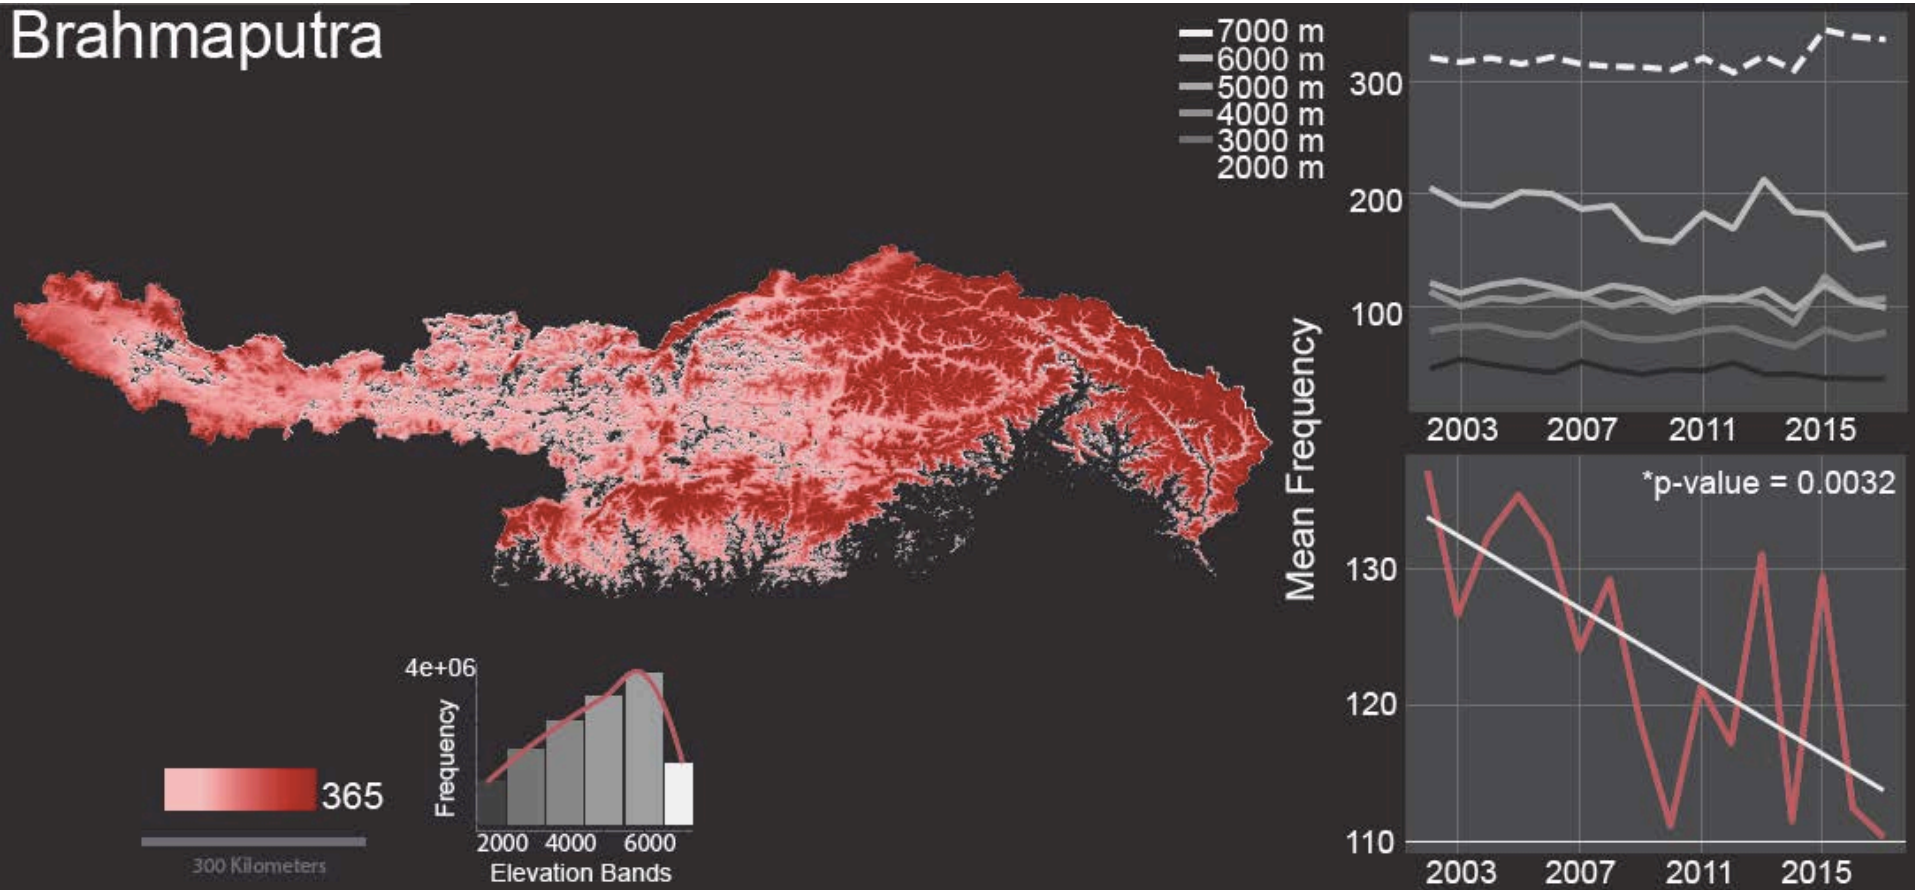 Brahmaputra
7000 m
6000 m
5000 m
4000 m
3000 m
2000 m
300
200
100
2003 2007 2011 2015
Mean Frequency
*p-value = 0.0032
130
120
110
2003 2007 2011 2015
365
300 Kilometers
4e+06
Frequency
2000 4000 6000
Elevation Bands